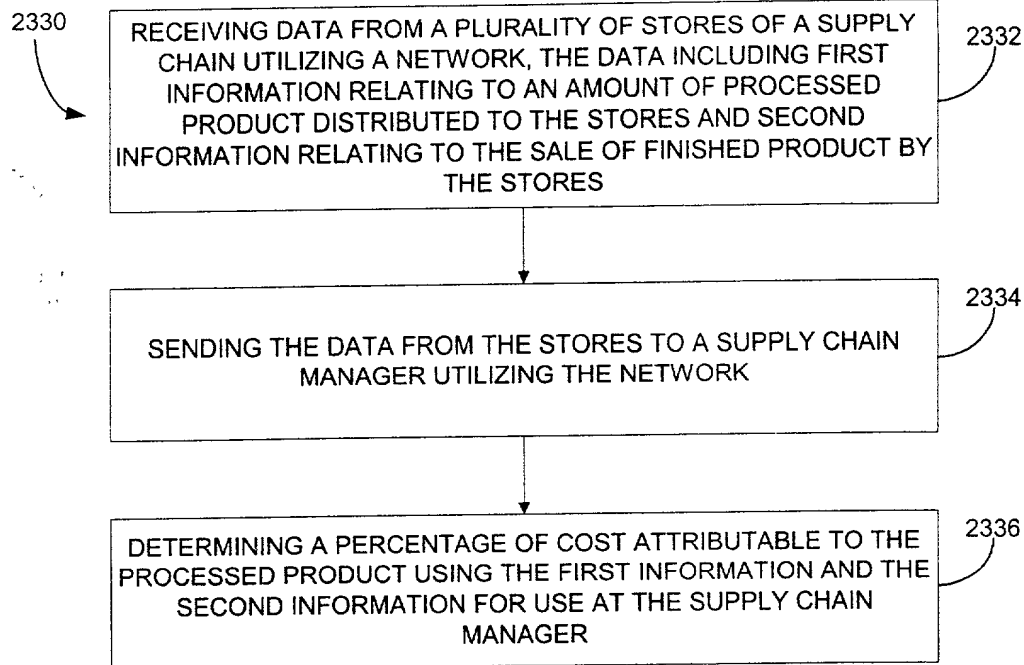 2330
RECEIVING DATA FROM A PLURALITY OF STORES OF A SUPPLY
CHAIN UTILIZING A NETWORK, THE DATA INCLUDING FIRST
INFORMATION RELATING TO AN AMOUNT OF PROCESSED
PRODUCT DISTRIBUTED TO THE STORES AND SECOND
INFORMATION RELATING TO THE SALE OF FINISHED PRODUCT BY
THE STORES
2332
SENDING THE DATA FROM THE STORES TO A SUPPLY CHAIN
MANAGER UTILIZING THE NETWORK
2334
DETERMINING A PERCENTAGE OF COST ATTRIBUTABLE TO THE
PROCESSED PRODUCT USING THE FIRST INFORMATION AND THE
SECOND INFORMATION FOR USE AT THE SUPPLY CHAIN
MANAGER
2336